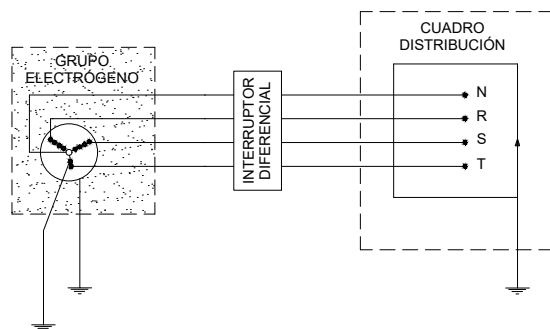 GRUPO
ELECTRÓGENO
INTERRUPTOR
DIFERENCIAL
CUADRO
DISTRIBUCIÓN
N
R
S
T